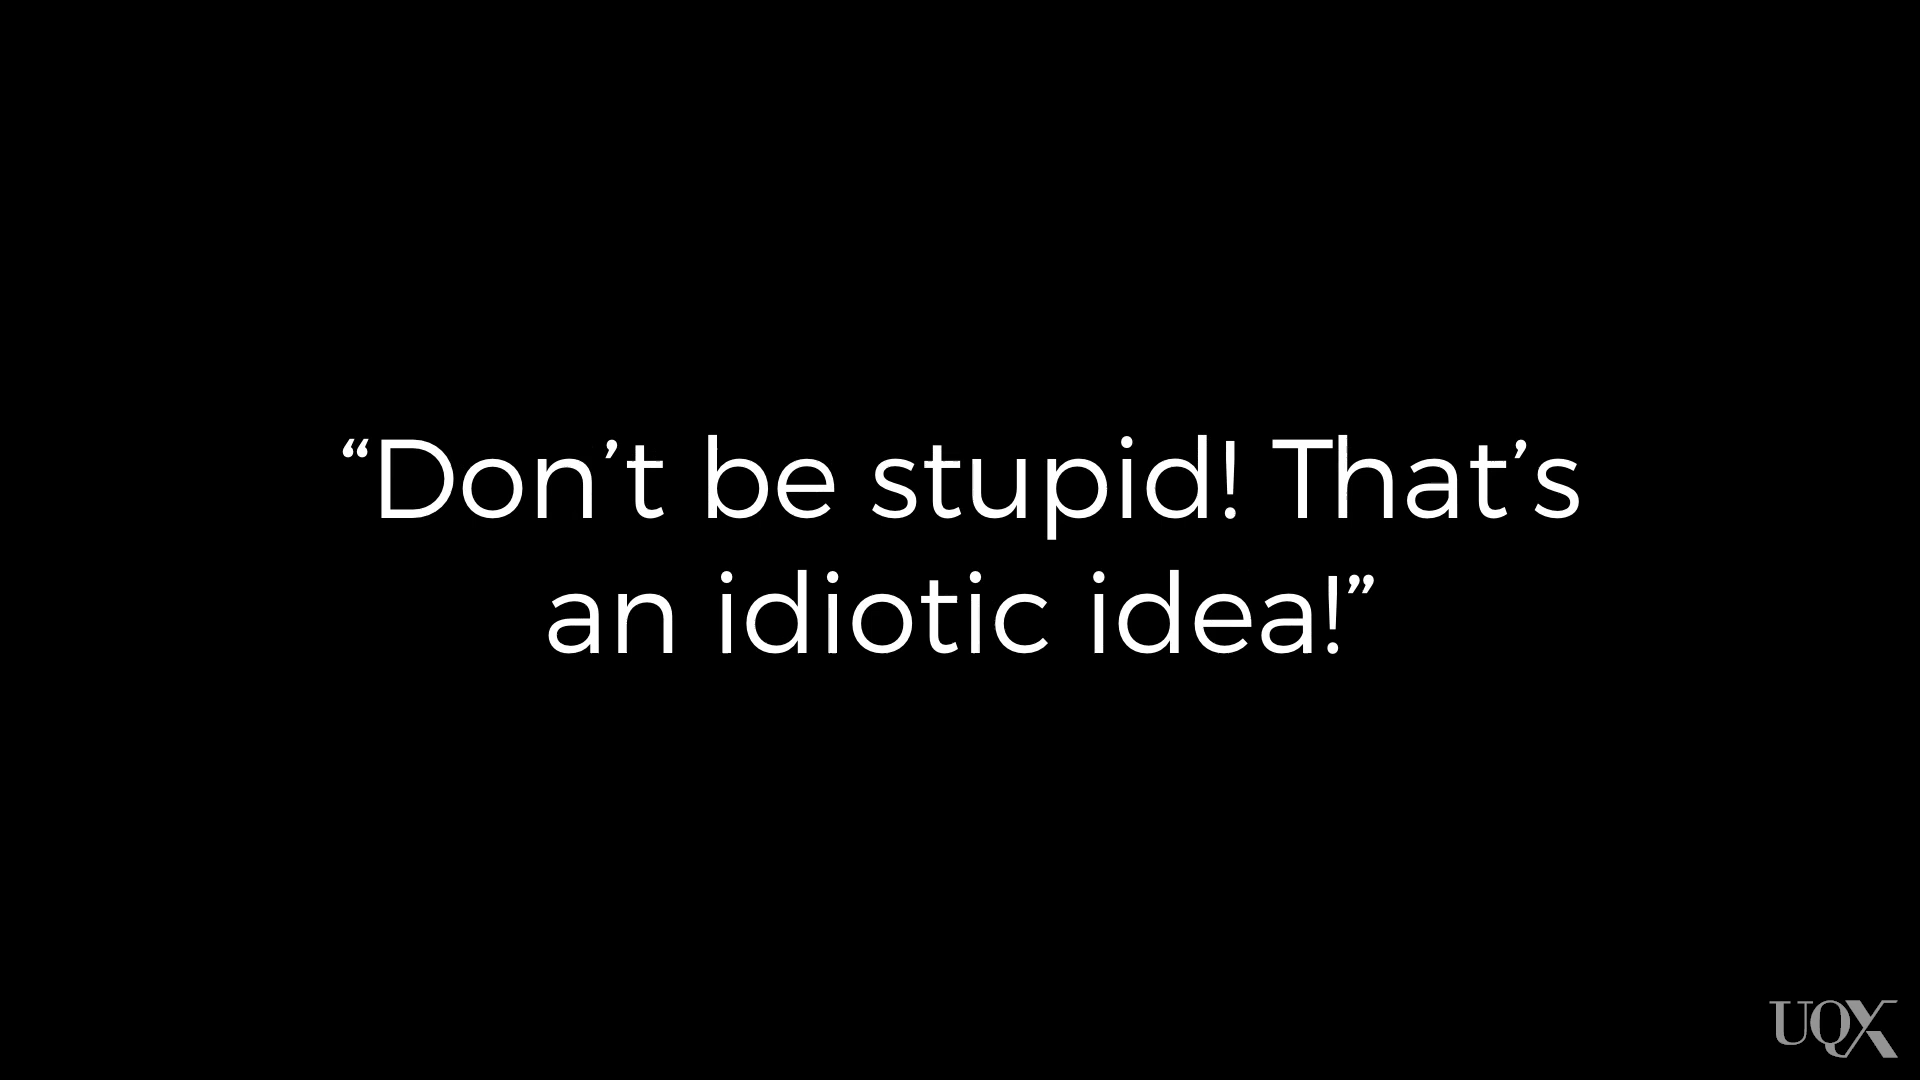 “Don’t be stupid! That’s
an idiotic idea!”
UQX